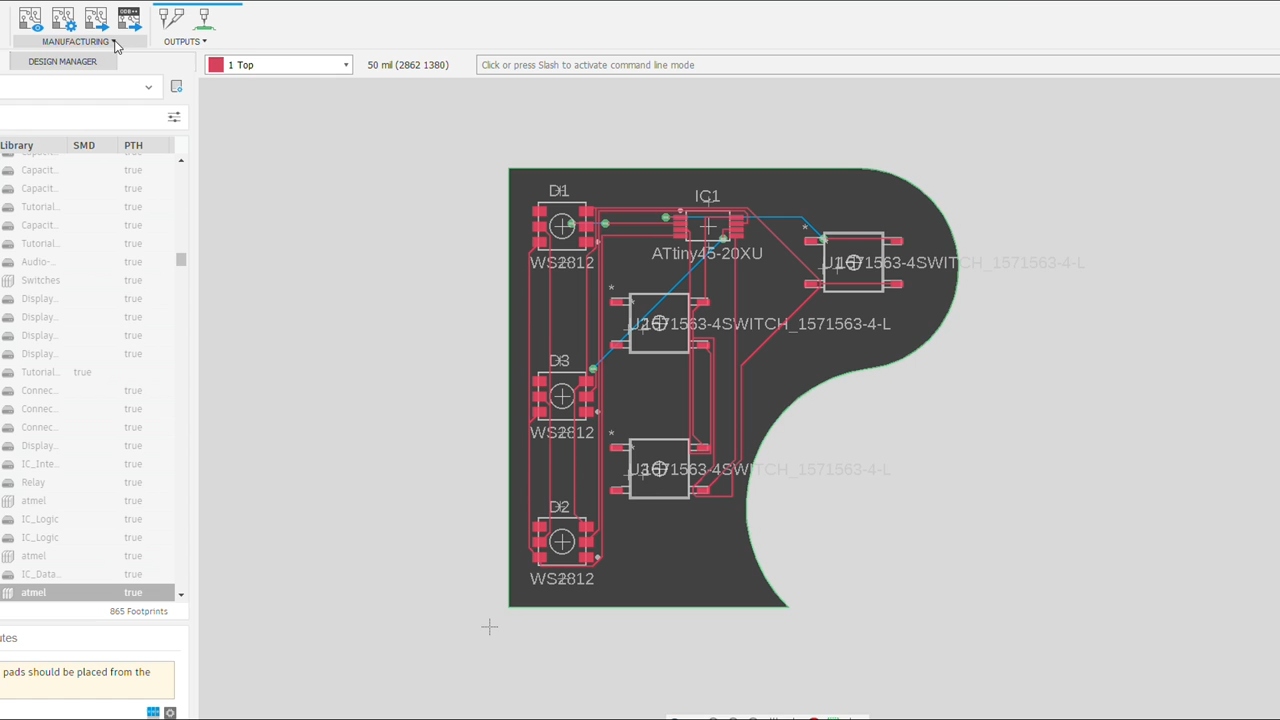 ODB++
MANUFACTURING
OUTPUTS
DESIGN MANAGER
1 Top
50 mil (2862 1380)
Click or press Slash to activate command line mode
Library SMD PTH
Capacit... true
Capacit... true
Tutorial... true
Capacit... true
Tutorial... true
Audio-... true
Switches true
Display... true
Display... true
Display... true
Display... true
Tutorial... true
Connec... true
Connec... true
Connec... true
Display... true
IC_Inte... true
Relay true
atmel true
IC_Logic true
IC_Logic true
atmel true
IC_Data... true
atmel true
865 Footprints
utes
pads should be placed from the
D1
WS2812
IC1
ATtiny45-20XU
*
1571563-4SWITCH_1571563-4-L
*
1571563-4SWITCH_1571563-4-L
D3
WS2812
*
1571563-4SWITCH_1571563-4-L
D2
WS2812